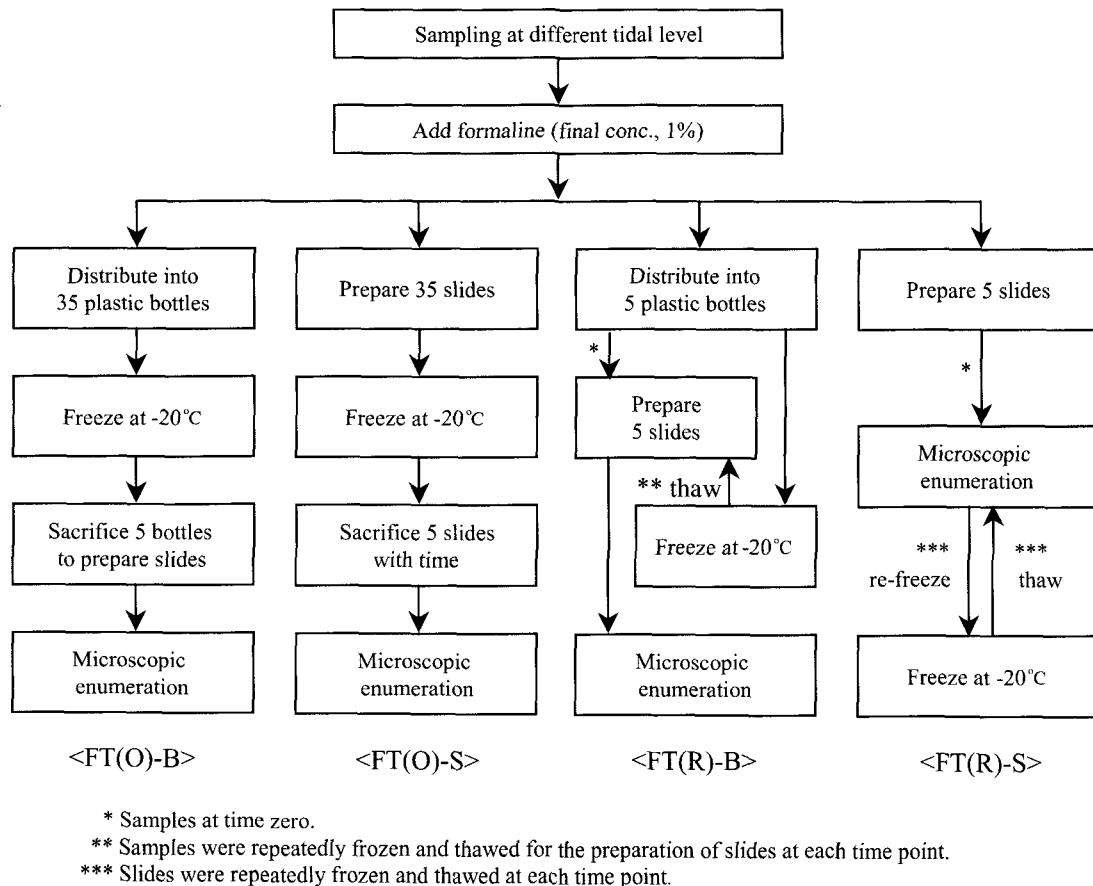 Sampling at different tidal level
Add formaline (final conc., 1%)
Distribute into
35 plastic bottles
Freeze at -20°C
Sacrifice 5 bottles
to prepare slides
Microscopic
enumeration
<FT(O)-B>
Prepare 35 slides
Freeze at -20°C
Sacrifice 5 slides
with time
Microscopic
enumeration
<FT(O)-S>
Distribute into
5 plastic bottles
*
Prepare
5 slides
** thaw
Freeze at -20°C
Microscopic
enumeration
<FT(R)-B>
Prepare 5 slides
*
Microscopic
enumeration
***
re-freeze
***
thaw
Freeze at -20°C
<FT(R)-S>
* Samples at time zero.
** Samples were repeatedly frozen and thawed for the preparation of slides at each time point.
*** Slides were repeatedly frozen and thawed at each time point.